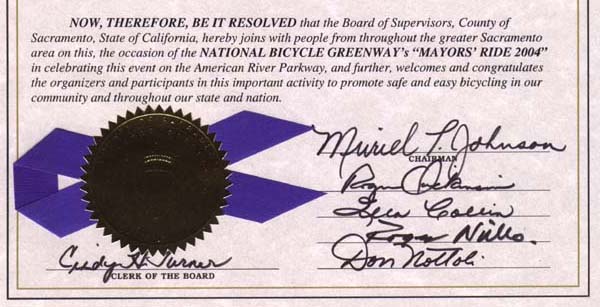 NOW, THEREFORE, BE IT RESOLVED that the Board of Supervisors, County of
Sacramento, State of California, hereby joins with people from throughout the greater Sacramento
area on this, the occasion of the NATIONAL BICYCLE GREENWAY's "MAYORS' RIDE 2004"
in celebrating this event on the American River Parkway, and further, welcomes and congratulates
the organizers and participants in this important activity to promote safe and easy bicycling in our
community and throughout our state and nation.
Muriel P. Johnson
CHAIRMAN
Roger Dickinson
Illa Collin
Roger Niello
Don Nottoli
Cindy H. Turner
CLERK OF THE BOARD